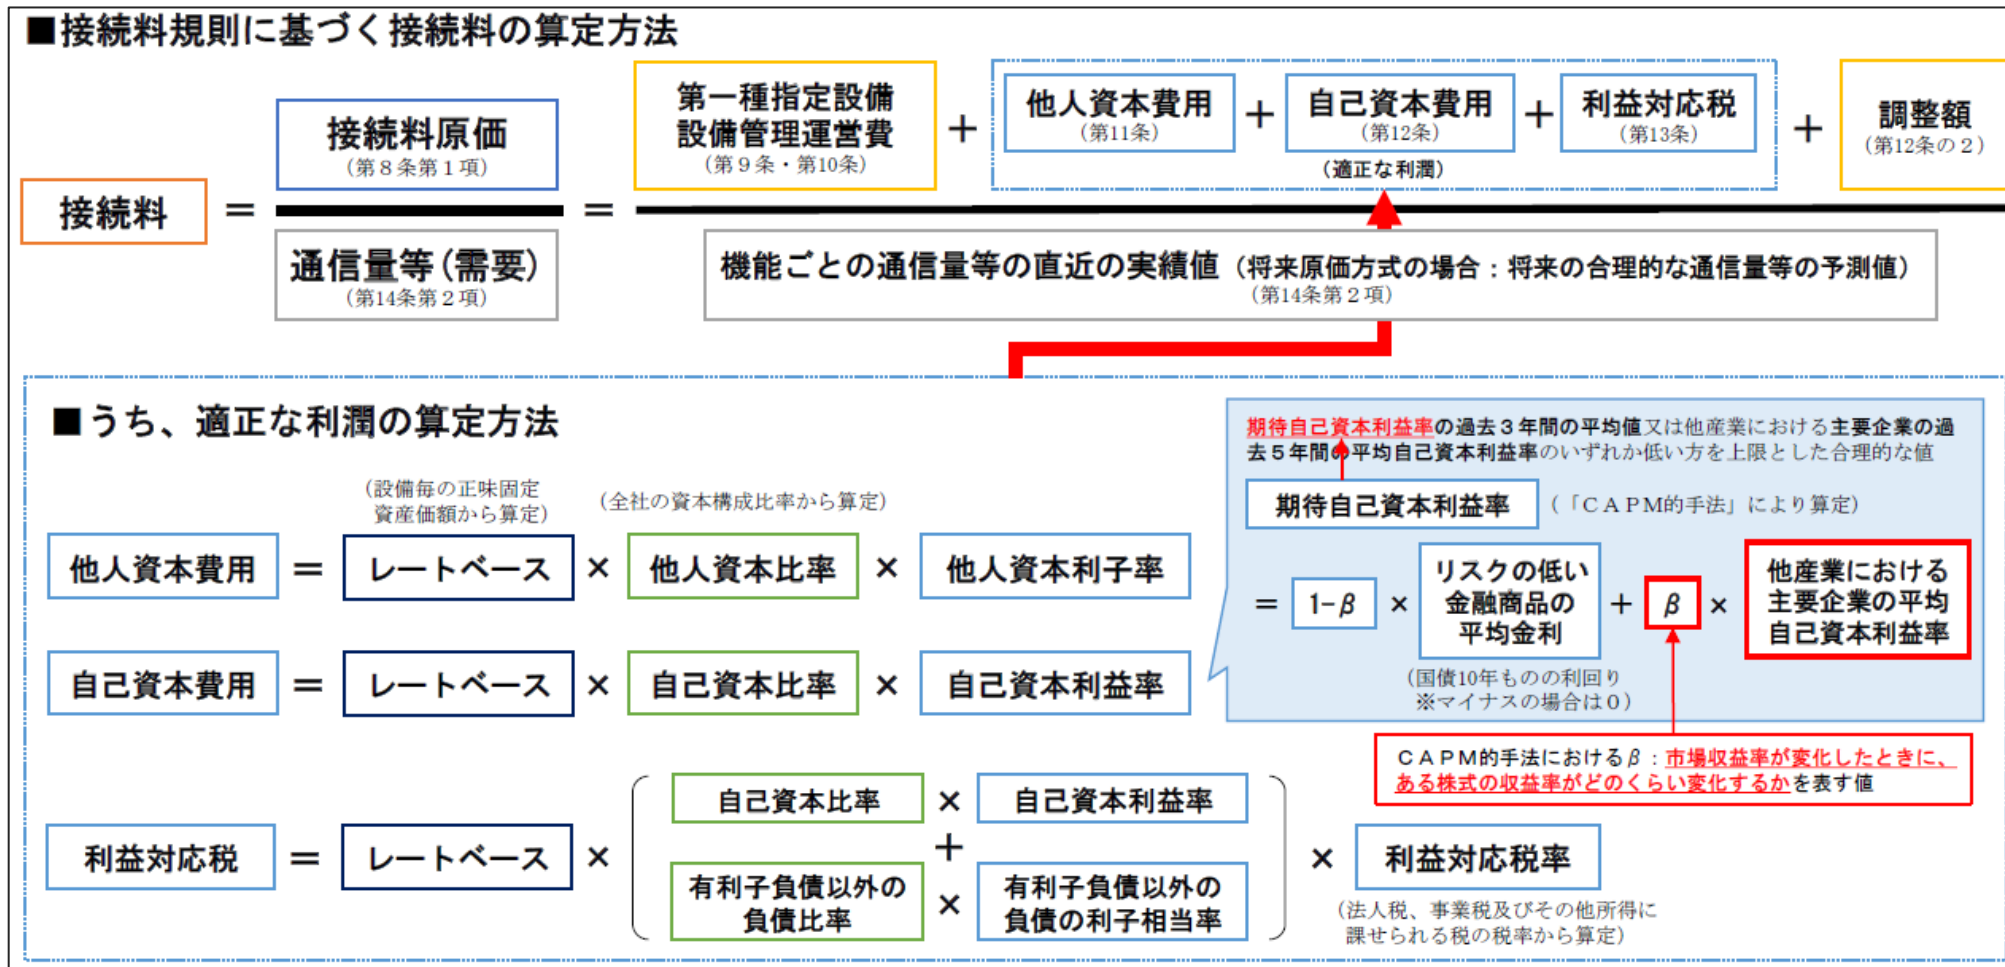 ■接続料規則に基づく接続料の算定方法
接続料
＝
接続料原価
（第８条第１項）
通信量等（需要）
（第14条第２項）
＝
第一種指定設備
設備管理運営費
（第９条・第10条）
＋
他人資本費用
（第11条）
＋
自己資本費用
（第12条）
＋
利益対応税
（第13条）
（適正な利潤）
＋
調整額
（第12条の２）
機能ごとの通信量等の直近の実績値（将来原価方式の場合：将来の合理的な通信量等の予測値）
（第14条第２項）
■うち、適正な利潤の算定方法
（設備毎の正味固定
資産価額から算定）
（全社の資本構成比率から算定）
他人資本費用 ＝ レートベース × 他人資本比率 × 他人資本利子率
自己資本費用 ＝ レートベース × 自己資本比率 × 自己資本利益率
利益対応税 ＝ レートベース ×
自己資本比率 × 自己資本利益率
＋
有利子負債以外の
負債比率
×
有利子負債以外の
負債の利子相当率
× 利益対応税率
（法人税、事業税及びその他所得に
課せられる税の税率から算定）
期待自己資本利益率の過去３年間の平均値又は他産業における主要企業の過
去５年間の平均自己資本利益率のいずれか低い方を上限とした合理的な値
期待自己資本利益率 （「ＣＡＰＭ的手法」により算定）
＝ 1-β ×
リスクの低い
金融商品の
平均金利
＋ β ×
他産業における
主要企業の平均
自己資本利益率
（国債10年ものの利回り
※マイナスの場合は０）
ＣＡＰＭ的手法におけるβ：市場収益率が変化したときに、
ある株式の収益率がどのくらい変化するかを表す値